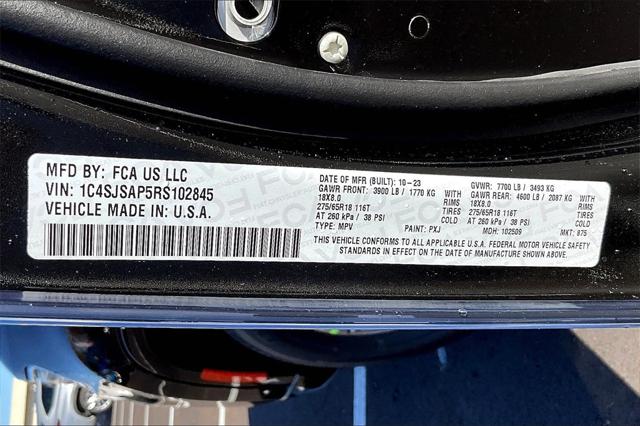 MFD BY: FCA US LLC
VIN: 1C4SJSAP5RS102845
VEHICLE MADE IN: U.S.A.
DATE OF MFR (BUILT): 10-23 GVWR: 7700 LB / 3493 KG
GAWR FRONT: 3900 LB / 1770 KG WITH GAWR REAR: 4600 LB / 2087 KG WITH
18X8.0 RIMS 18X8.0 RIMS
275/65R18 116T TIRES 275/65R18 116T TIRES
AT 260 kPa / 38 PSI COLD AT 260 kPa / 38 PSI COLD
TYPE: MPV PAINT: PXJ MDH: 102509 MKT: 875
THIS VEHICLE CONFORMS TO ALL APPLICABLE U.S.A. FEDERAL MOTOR VEHICLE SAFETY
STANDARDS IN EFFECT ON THE DATE OF MANUFACTURE SHOWN ABOVE.